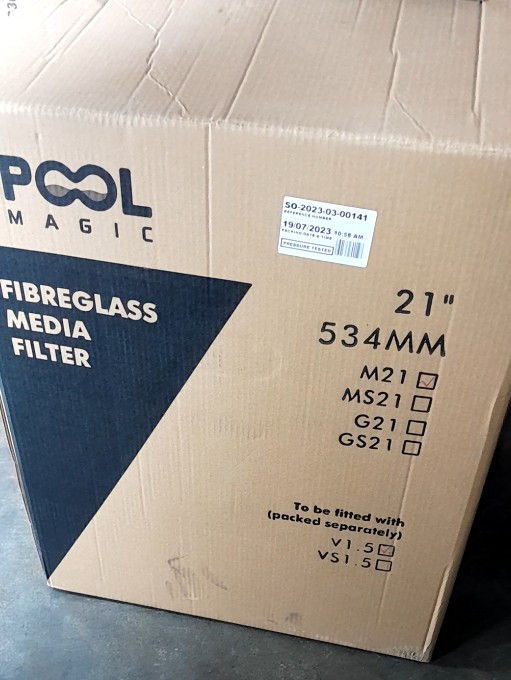 POOL
MAGIC
FIBREGLASS
MEDIA
FILTER
SO-2023-03-00141
REFERENCE NUMBER
19/07/2023 10:58 AM
PACKING DATE & TIME
PRESSURE TESTED
21"
534MM
M21
MS21
G21
GS21
To be fitted with
(packed separately)
V1.5
VS1.5